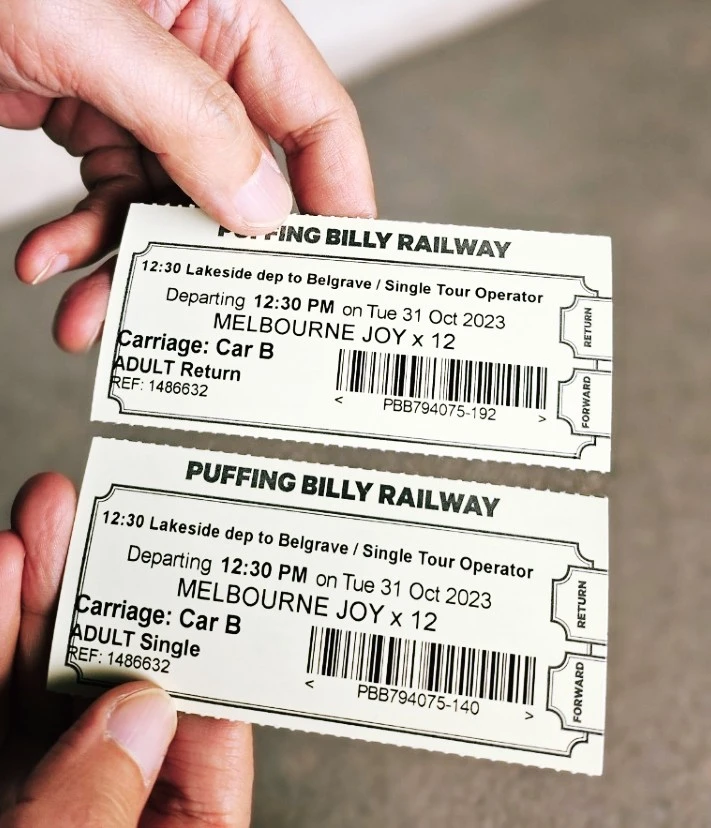 PUFFING BILLY RAILWAY
12:30 Lakeside dep to Belgrave / Single Tour Operator
Departing 12:30 PM on Tue 31 Oct 2023
MELBOURNE JOY x 12
Carriage: Car B
ADULT Return
REF: 1486632
< PBB794075-192 >
RETURN
FORWARD
PUFFING BILLY RAILWAY
12:30 Lakeside dep to Belgrave / Single Tour Operator
Departing 12:30 PM on Tue 31 Oct 2023
MELBOURNE JOY x 12
Carriage: Car B
ADULT Single
REF: 1486632
< PBB794075-140 >
RETURN
FORWARD